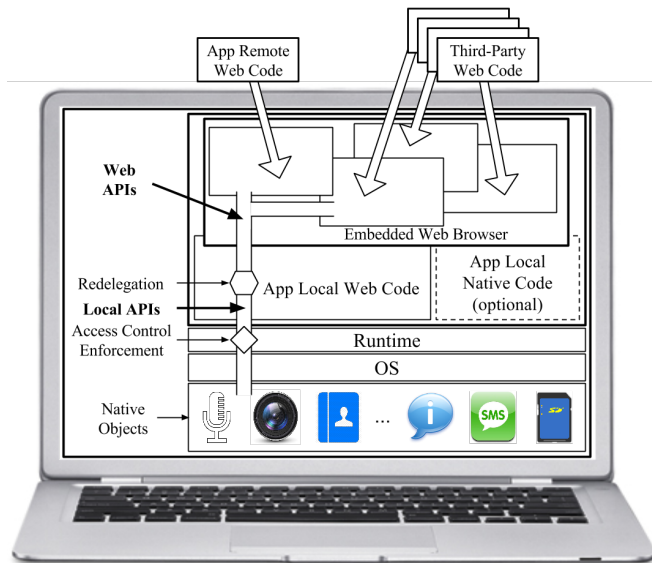 App Remote
Web Code
Third-Party
Web Code
Web
APIs
Embedded Web Browser
Redelegation
App Local Web Code
App Local
Native Code
(optional)
Local APIs
Access Control
Enforcement
Runtime
OS
Native
Objects
...
i
SMS
SD